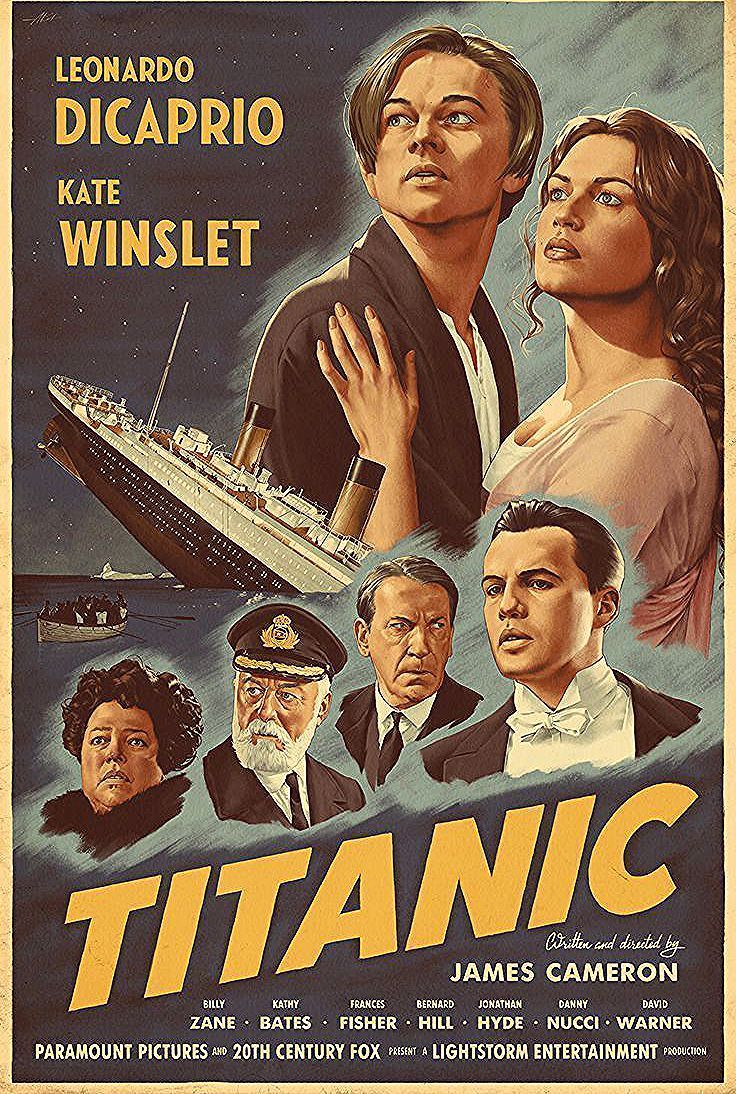 LEONARDO
DICAPRIO
KATE
WINSLET
TITANIC
Written and directed by
JAMES CAMERON
BILLY KATHY FRANCES BERNARD JONATHAN DANNY DAVID
ZANE · BATES · FISHER · HILL · HYDE · NUCCI · WARNER
PARAMOUNT PICTURES AND 20TH CENTURY FOX PRESENT A LIGHTSTORM ENTERTAINMENT PRODUCTION